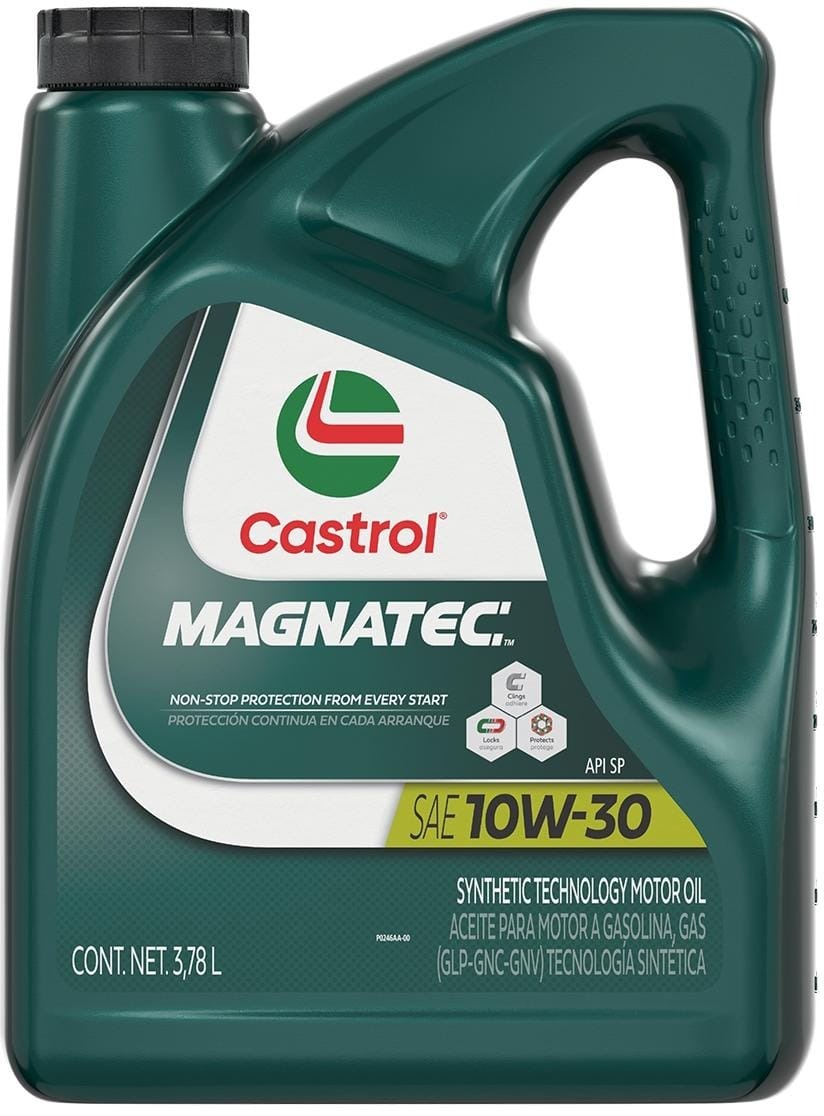 Castrol®
MAGNATEC™
NON-STOP PROTECTION FROM EVERY START
PROTECCIÓN CONTINUA EN CADA ARRANQUE
Clings
adhiere
Locks
asegura
Protects
protege
API SP
SAE 10W-30
SYNTHETIC TECHNOLOGY MOTOR OIL
ACEITE PARA MOTOR A GASOLINA, GAS
(GLP-GNC-GNV) TECNOLOGÍA SINTÉTICA
P0246AA-00
CONT. NET. 3,78 L